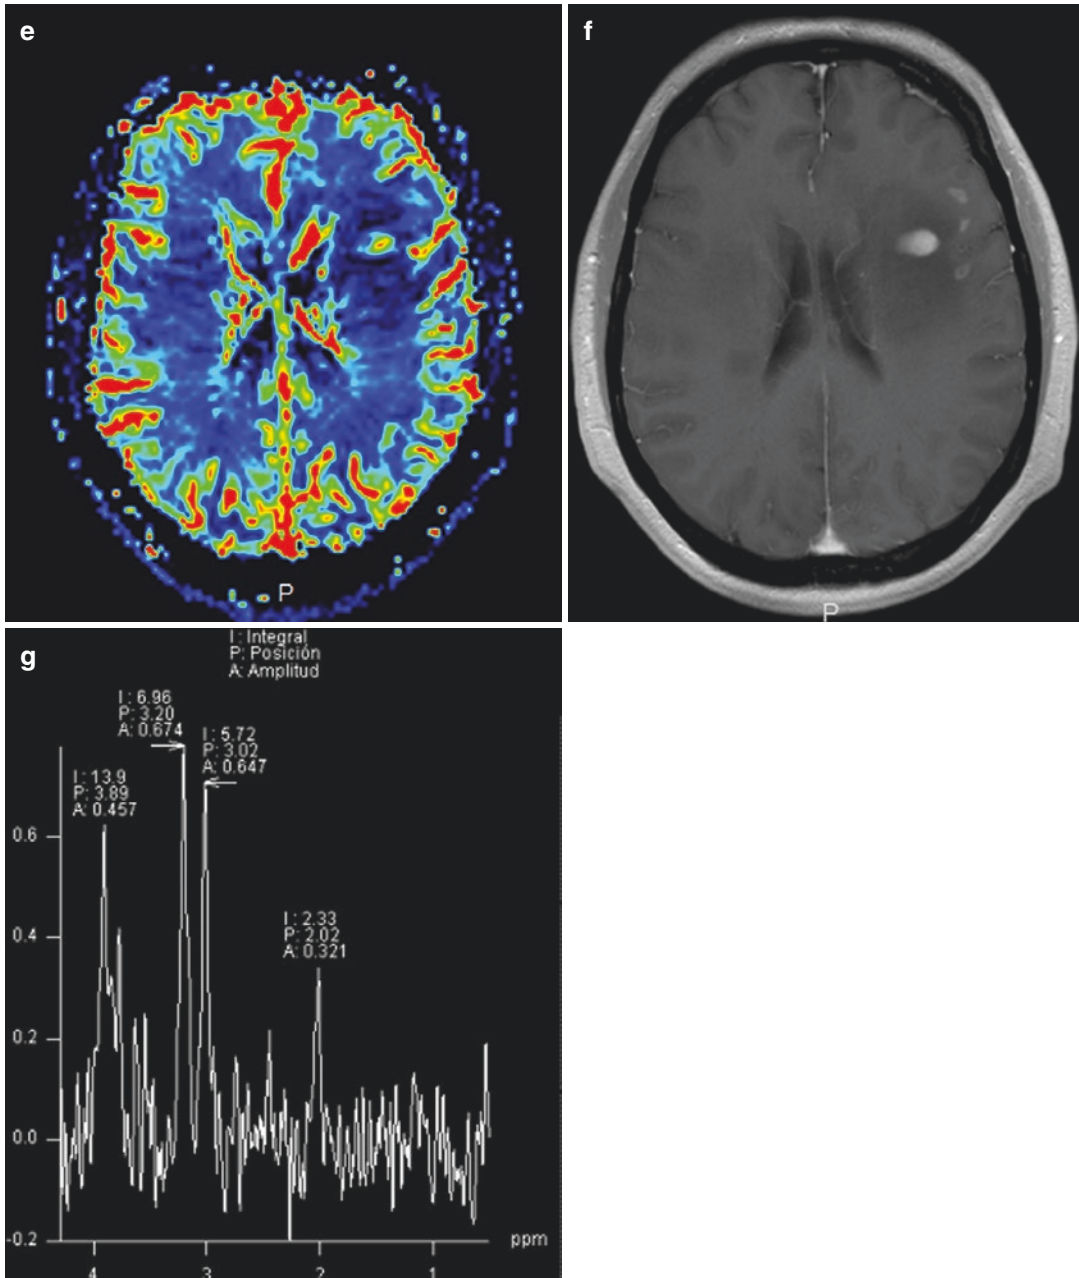 e
f
P
P
g
I : Integral
P: Posición
A: Amplitud
I : 6.96
P: 3.20
A: 0.674
I : 5.72
P: 3.02
A: 0.647
I : 13.9
P: 3.89
A: 0.457
0.6
I : 2.33
P: 2.02
A: 0.321
0.4
0.2
0.0
-0.2
ppm
4
3
2
1